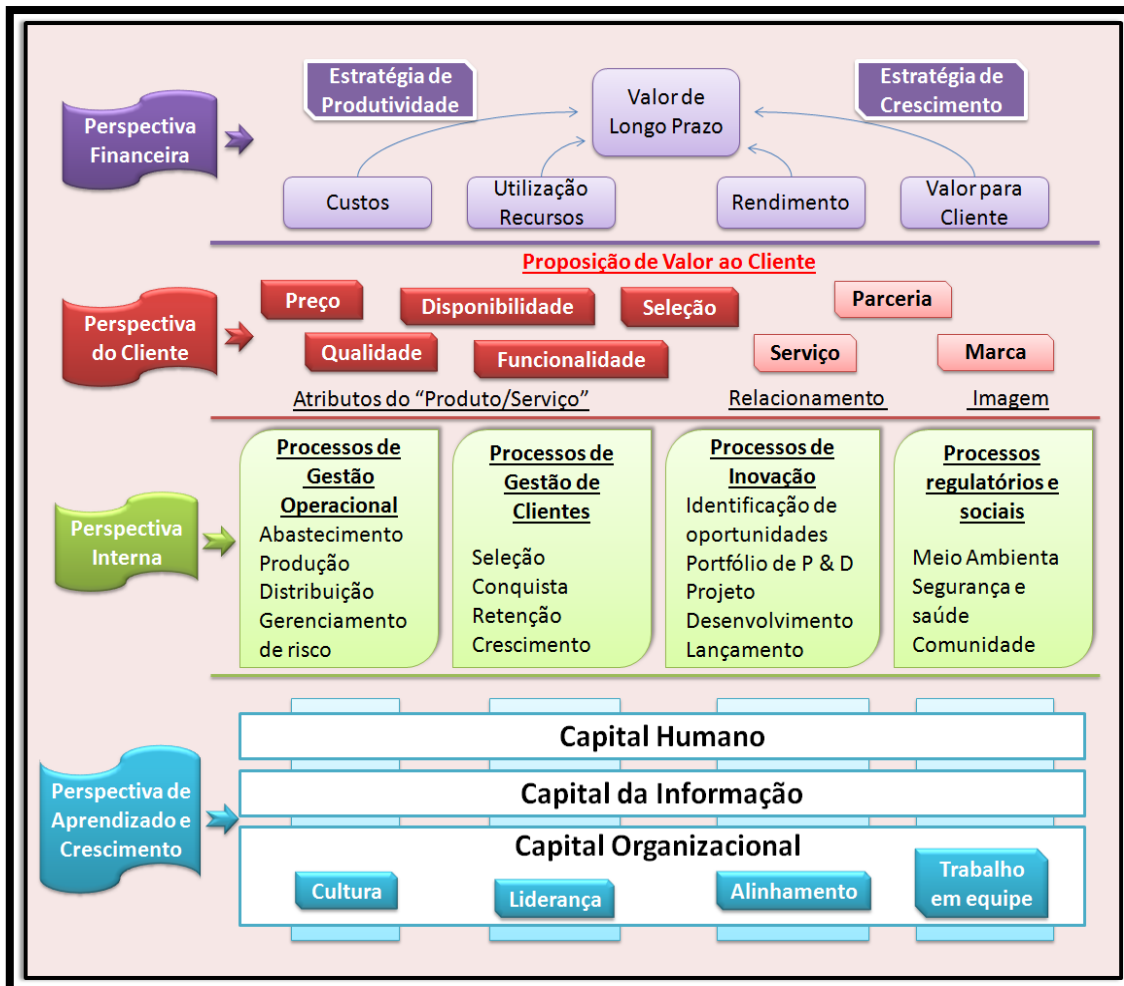 Perspectiva
Financeira
Estratégia de
Produtividade
Valor de
Longo Prazo
Estratégia de
Crescimento
Custos
Utilização
Recursos
Rendimento
Valor para
Cliente
Proposição de Valor ao Cliente
Perspectiva
do Cliente
Preço
Disponibilidade
Seleção
Parceria
Qualidade
Funcionalidade
Serviço
Marca
Atributos do “Produto/Serviço”
Relacionamento
Imagem
Perspectiva
Interna
Processos de
Gestão
Operacional
Abastecimento
Produção
Distribuição
Gerenciamento
de risco
Processos de
Gestão de
Clientes
Seleção
Conquista
Retenção
Crescimento
Processos de
Inovação
Identificação de
oportunidades
Portfólio de P & D
Projeto
Desenvolvimento
Lançamento
Processos
regulatórios e
sociais
Meio Ambienta
Segurança e
saúde
Comunidade
Perspectiva de
Aprendizado e
Crescimento
Capital Humano
Capital da Informação
Capital Organizacional
Cultura
Liderança
Alinhamento
Trabalho
em equipe